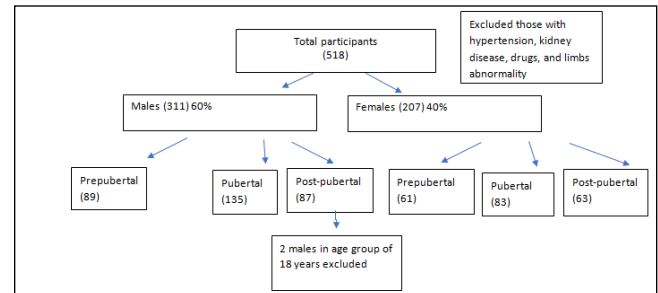 Total participants
(518)
Excluded those with
hypertension, kidney
disease, drugs, and limbs
abnormality
Males (311) 60%
Females (207) 40%
Prepubertal
(89)
Pubertal
(135)
Post-pubertal
(87)
Prepubertal
(61)
Pubertal
(83)
Post-pubertal
(63)
2 males in age group of
18 years excluded